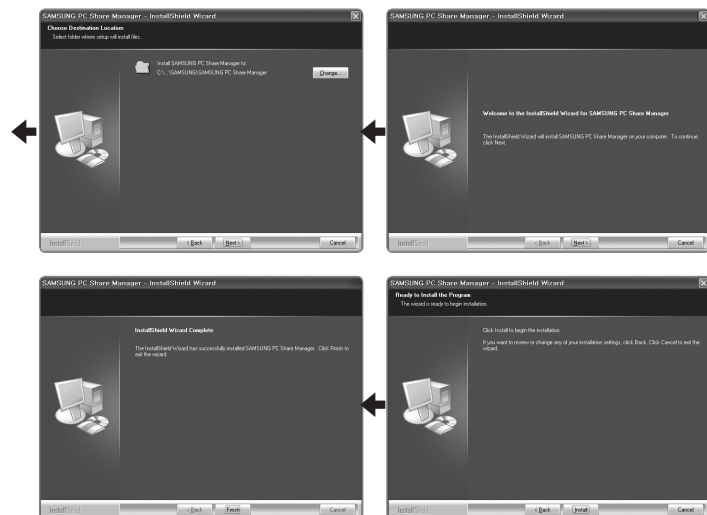 SAMSUNG PC Share Manager - InstallShield Wizard
Welcome to the InstallShield Wizard for SAMSUNG PC Share Manager
The InstallShield Wizard will install SAMSUNG PC Share Manager on your computer. To continue,
click Next.
InstallShield
< Back Next > Cancel
SAMSUNG PC Share Manager - InstallShield Wizard
Choose Destination Location
Select folder where setup will install files.
Install SAMSUNG PC Share Manager to:
C:\...\SAMSUNG\SAMSUNG PC Share Manager
Change...
InstallShield
< Back Next > Cancel
SAMSUNG PC Share Manager - InstallShield Wizard
Ready to Install the Program
The wizard is ready to begin installation.
Click Install to begin the installation.
If you want to review or change any of your installation settings, click Back. Click Cancel to exit the
wizard.
InstallShield
< Back Install Cancel
SAMSUNG PC Share Manager - InstallShield Wizard
InstallShield Wizard Complete
The InstallShield Wizard has successfully installed SAMSUNG PC Share Manager. Click Finish to
exit the wizard.
InstallShield
< Back Finish Cancel